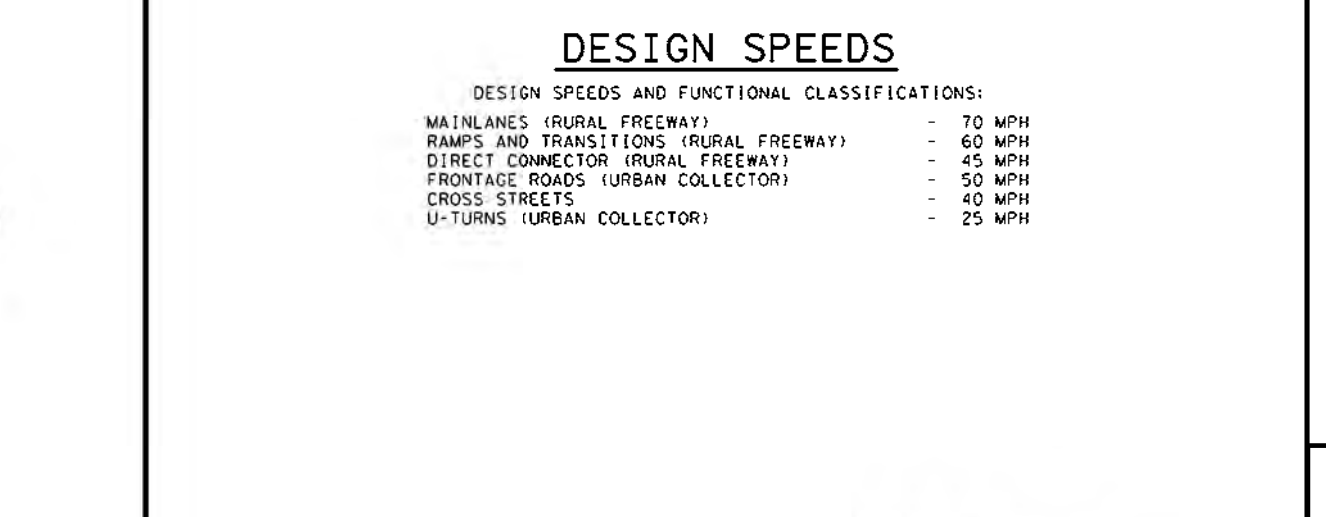 DESIGN SPEEDS
DESIGN SPEEDS AND FUNCTIONAL CLASSIFICATIONS:
MAINLANES (RURAL FREEWAY) - 70 MPH
RAMPS AND TRANSITIONS (RURAL FREEWAY) - 60 MPH
DIRECT CONNECTOR (RURAL FREEWAY) - 45 MPH
FRONTAGE ROADS (URBAN COLLECTOR) - 50 MPH
CROSS STREETS - 40 MPH
U-TURNS (URBAN COLLECTOR) - 25 MPH